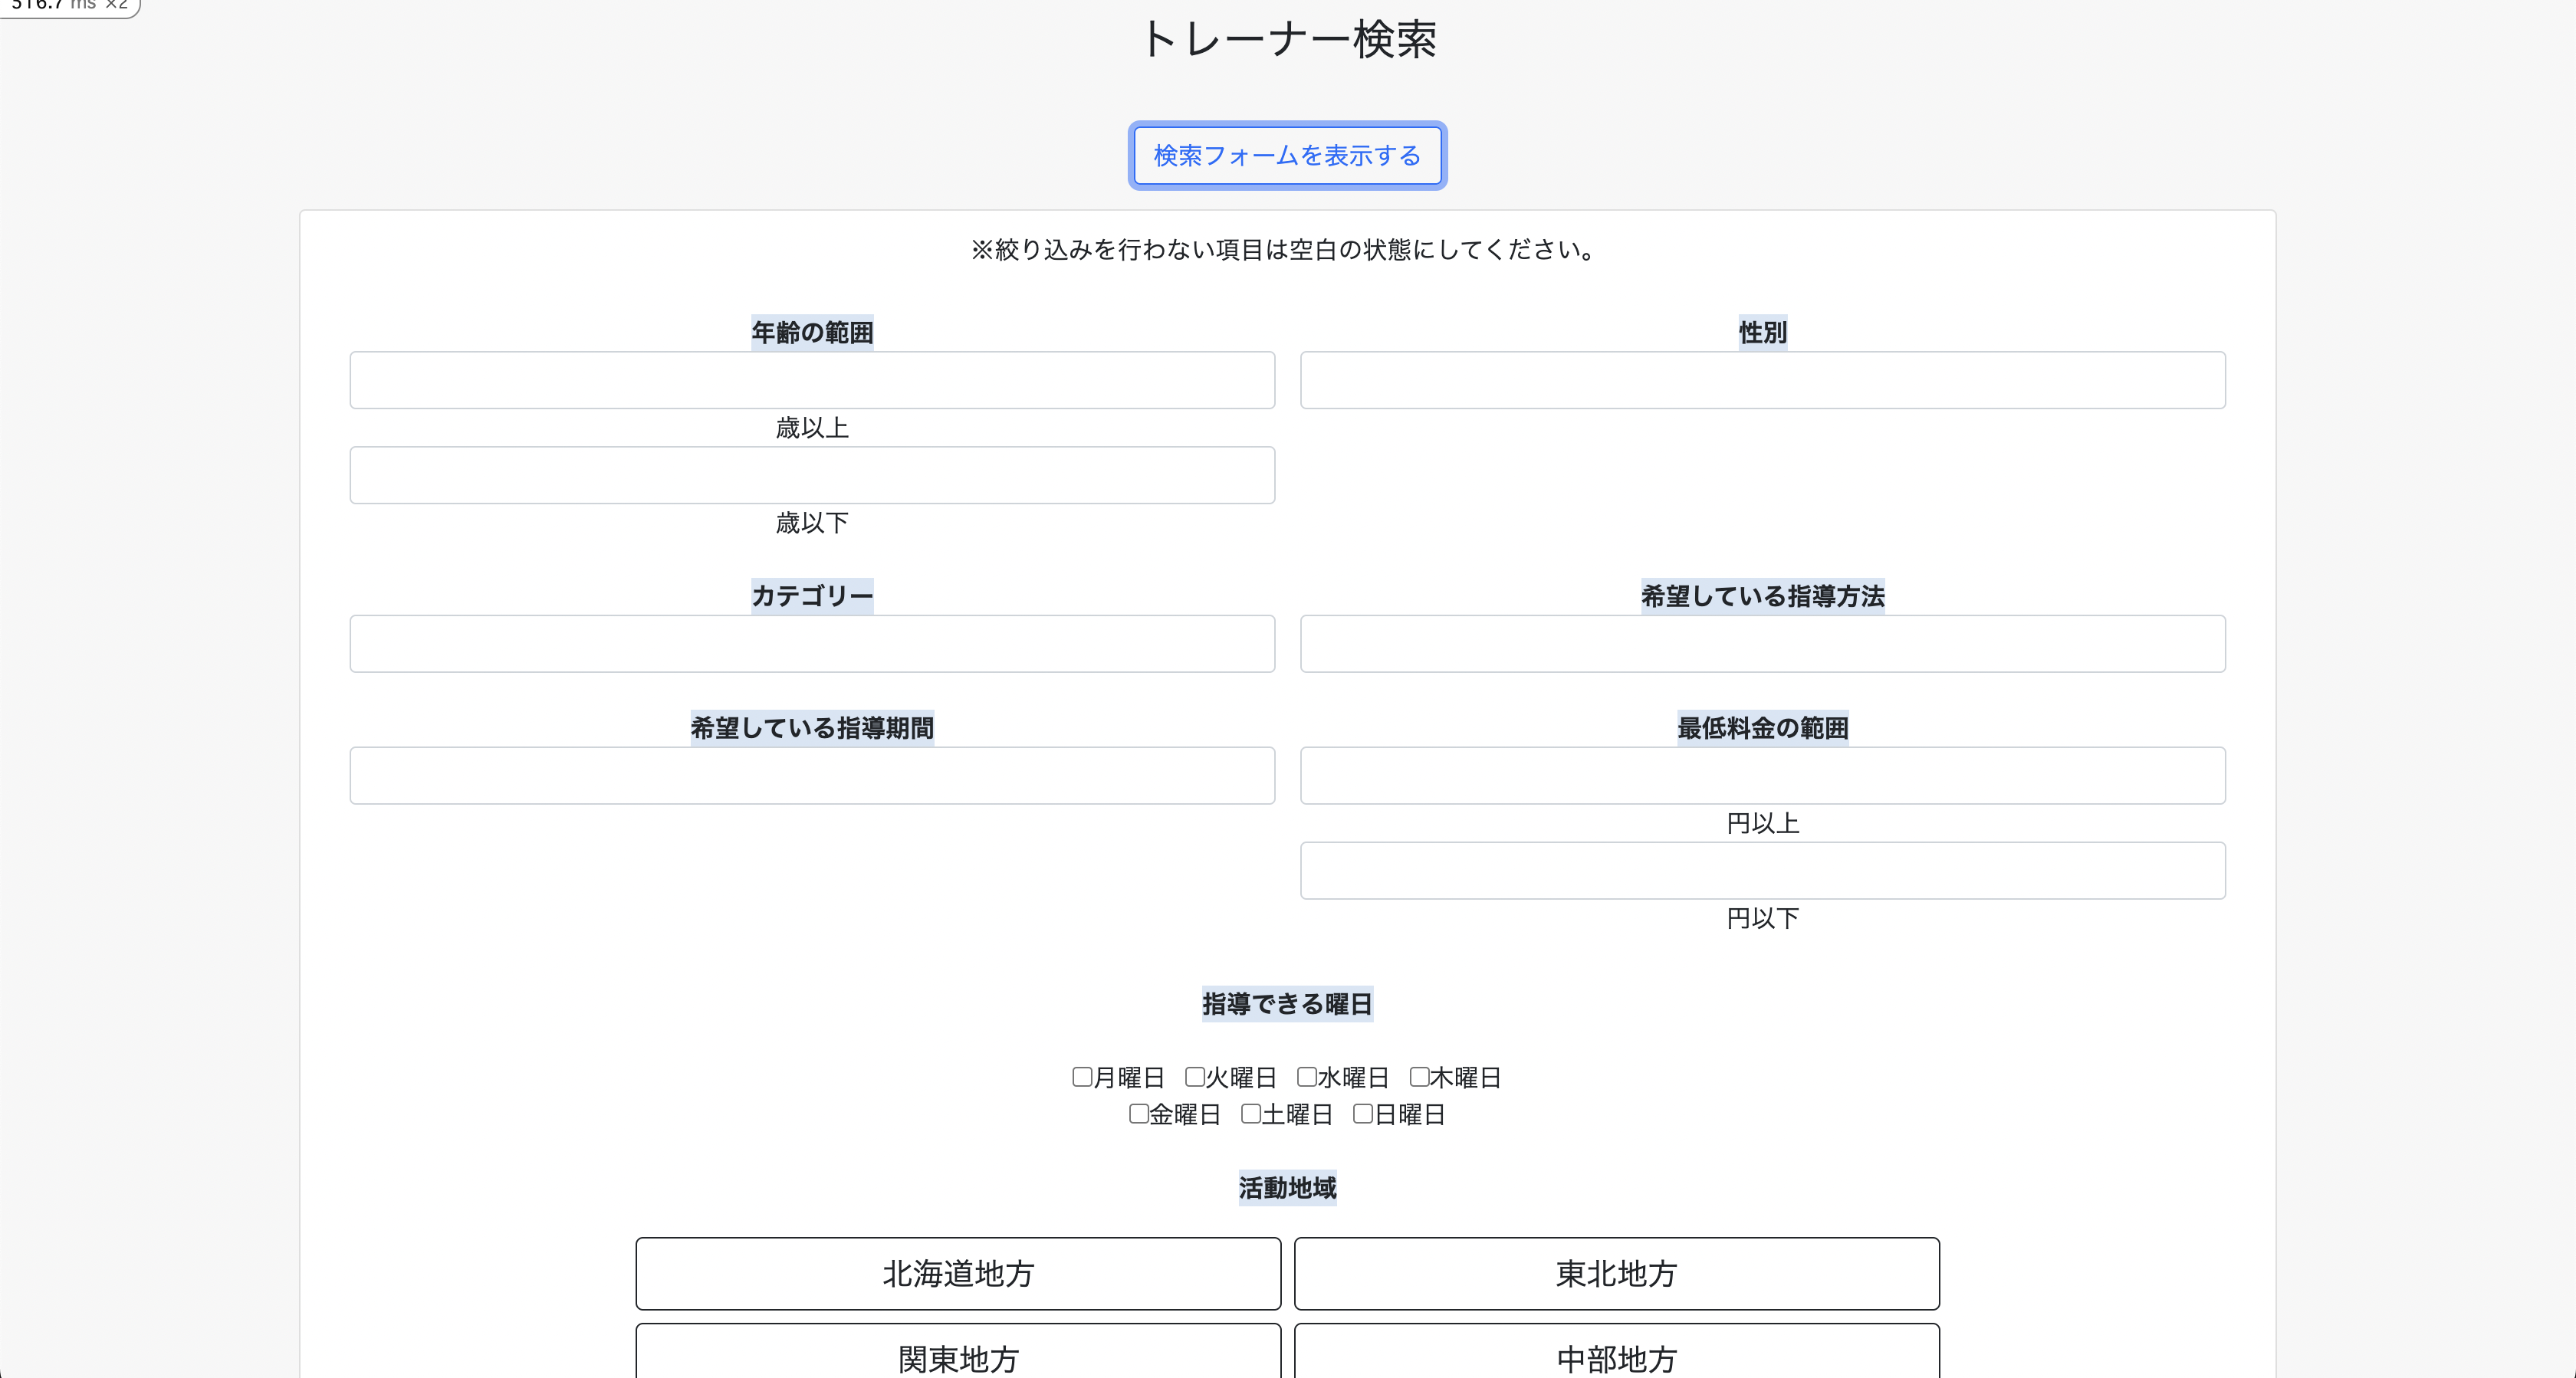 516.7 ms ×2
トレーナー検索
検索フォームを表示する
※絞り込みを行わない項目は空白の状態にしてください。
年齢の範囲
性別
歳以上
歳以下
カテゴリー
希望している指導方法
希望している指導期間
最低料金の範囲
円以上
円以下
指導できる曜日
月曜日 火曜日 水曜日 木曜日
金曜日 土曜日 日曜日
活動地域
北海道地方
東北地方
関東地方
中部地方